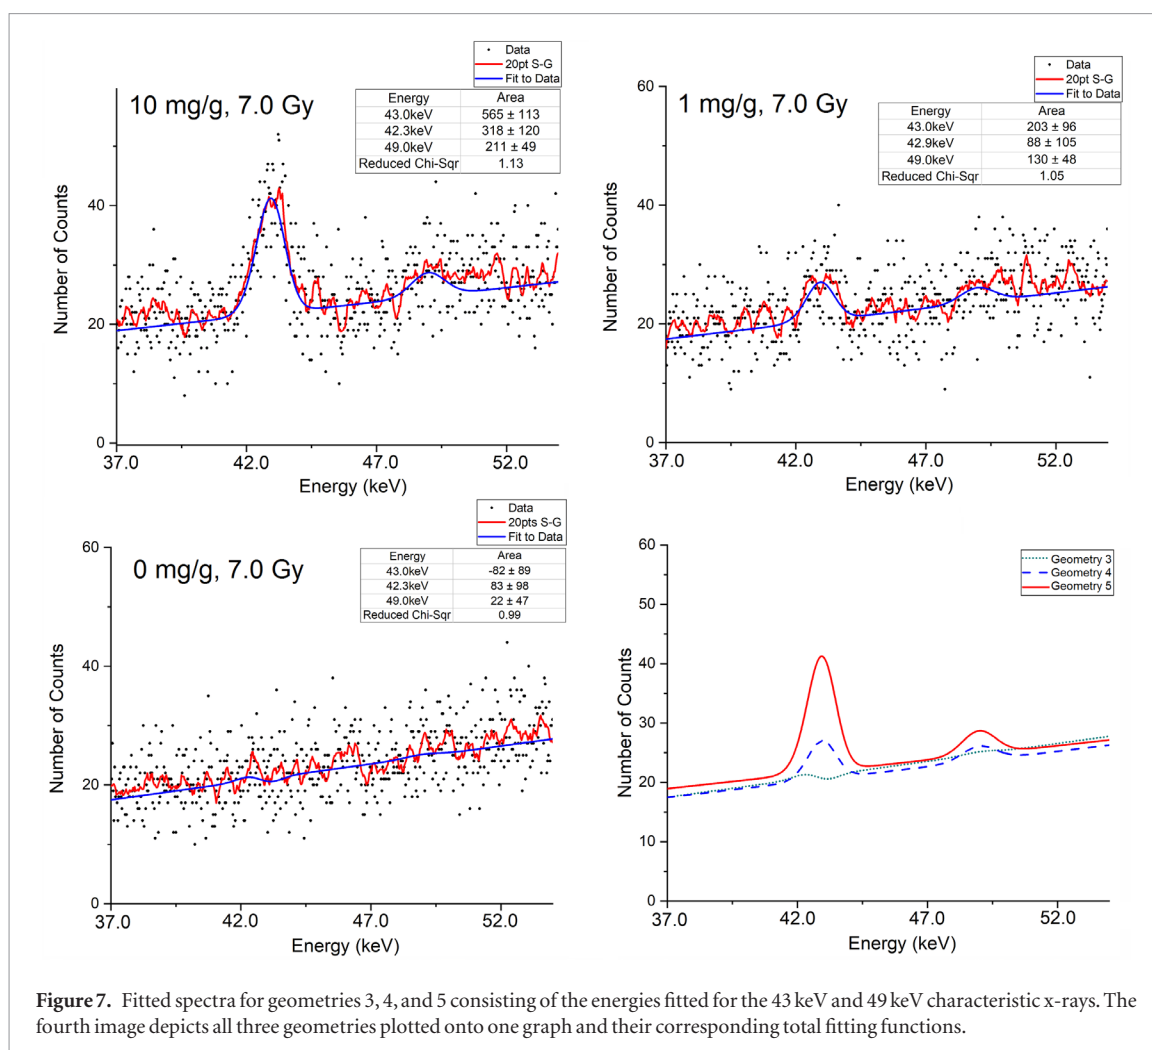 Data
20pt S-G
Fit to Data
10 mg/g, 7.0 Gy
Energy Area
43.0keV 565 ± 113
42.3keV 318 ± 120
49.0keV 211 ± 49
Reduced Chi-Sqr 1.13
Number of Counts
40
20
0
37.0 42.0 47.0 52.0
Energy (keV)
Data
20pt S-G
Fit to Data
1 mg/g, 7.0 Gy
Energy Area
43.0keV 203 ± 96
42.9keV 88 ± 105
49.0keV 130 ± 48
Reduced Chi-Sqr 1.05
Number of Counts
60
40
20
0
37.0 42.0 47.0 52.0
Energy (keV)
Data
20pts S-G
Fit to Data
0 mg/g, 7.0 Gy
Energy Area
43.0keV -82 ± 89
42.3keV 83 ± 98
49.0keV 22 ± 47
Reduced Chi-Sqr 0.99
Number of Counts
60
40
20
0
37.0 42.0 47.0 52.0
Energy (keV)
Geometry 3
Geometry 4
Geometry 5
Number of Counts
60
50
40
30
20
10
0
37.0 42.0 47.0 52.0
Energy (keV)
Figure 7. Fitted spectra for geometries 3, 4, and 5 consisting of the energies fitted for the 43 keV and 49 keV characteristic x-rays. The
fourth image depicts all three geometries plotted onto one graph and their corresponding total fitting functions.